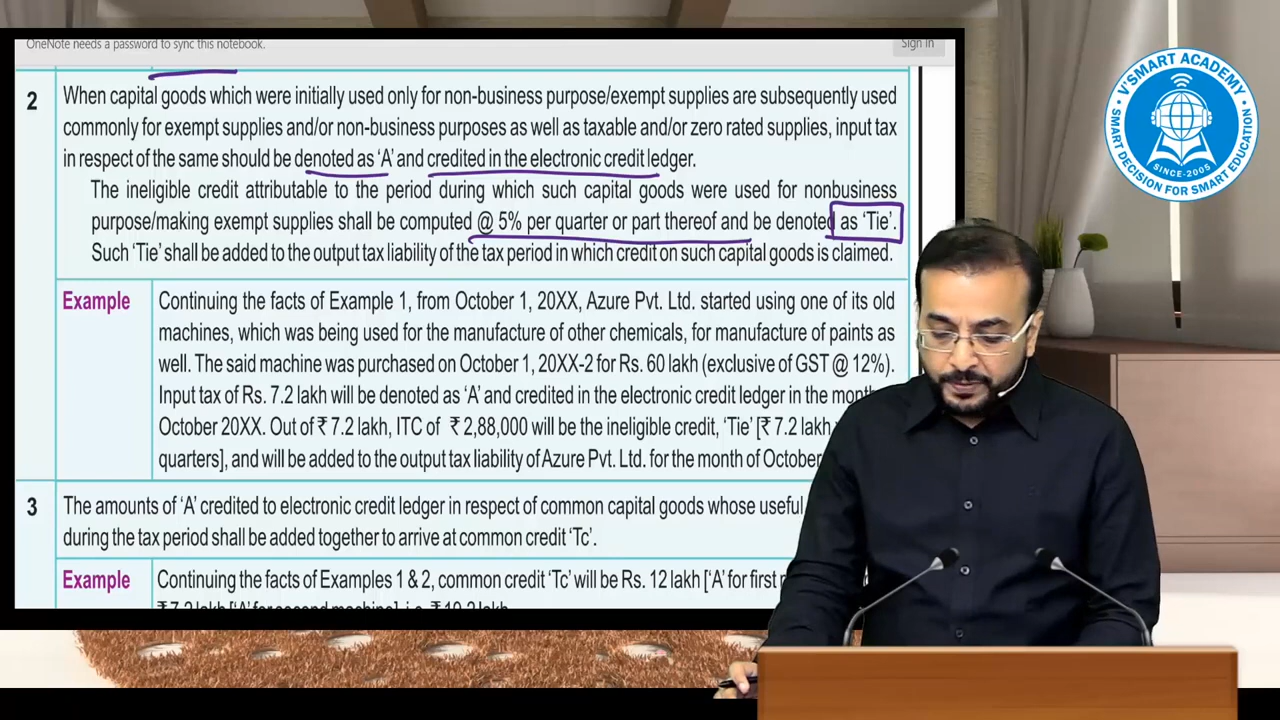 OneNote needs a password to sync this notebook.
Sign in
2
When capital goods which were initially used only for non-business purpose/exempt supplies are subsequently used
commonly for exempt supplies and/or non-business purposes as well as taxable and/or zero rated supplies, input tax
in respect of the same should be denoted as ‘A’ and credited in the electronic credit ledger.
The ineligible credit attributable to the period during which such capital goods were used for nonbusiness
purpose/making exempt supplies shall be computed @ 5% per quarter or part thereof and be denoted as ‘Tie’.
Such ‘Tie’ shall be added to the output tax liability of the tax period in which credit on such capital goods is claimed.
Example
Continuing the facts of Example 1, from October 1, 20XX, Azure Pvt. Ltd. started using one of its old
machines, which was being used for the manufacture of other chemicals, for manufacture of paints as
well. The said machine was purchased on October 1, 20XX-2 for Rs. 60 lakh (exclusive of GST @ 12%).
Input tax of Rs. 7.2 lakh will be denoted as ‘A’ and credited in the electronic credit ledger in the month
October 20XX. Out of ₹ 7.2 lakh, ITC of ₹ 2,88,000 will be the ineligible credit, ‘Tie’ [₹ 7.2 lakh
quarters], and will be added to the output tax liability of Azure Pvt. Ltd. for the month of October
3
The amounts of ‘A’ credited to electronic credit ledger in respect of common capital goods whose useful
during the tax period shall be added together to arrive at common credit ‘Tc’.
Example
Continuing the facts of Examples 1 & 2, common credit ‘Tc’ will be Rs. 12 lakh [‘A’ for first
₹ 7.2 lakh [‘A’ for second machine], i.e. ₹ 19.2 lakh.
V'SMART ACADEMY
SINCE-2005
SMART DECISION FOR SMART EDUCATION